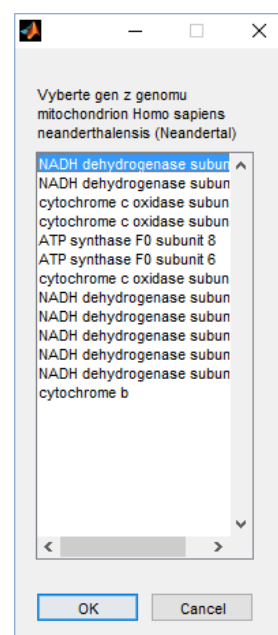 Vyberte gen z genomu
mitochondrion Homo sapiens
neanderthalensis (Neandertal)
NADH dehydrogenase subun
NADH dehydrogenase subun
cytochrome c oxidase subun
cytochrome c oxidase subun
ATP synthase F0 subunit 8
ATP synthase F0 subunit 6
cytochrome c oxidase subun
NADH dehydrogenase subun
NADH dehydrogenase subun
NADH dehydrogenase subun
NADH dehydrogenase subun
NADH dehydrogenase subun
cytochrome b
OK Cancel